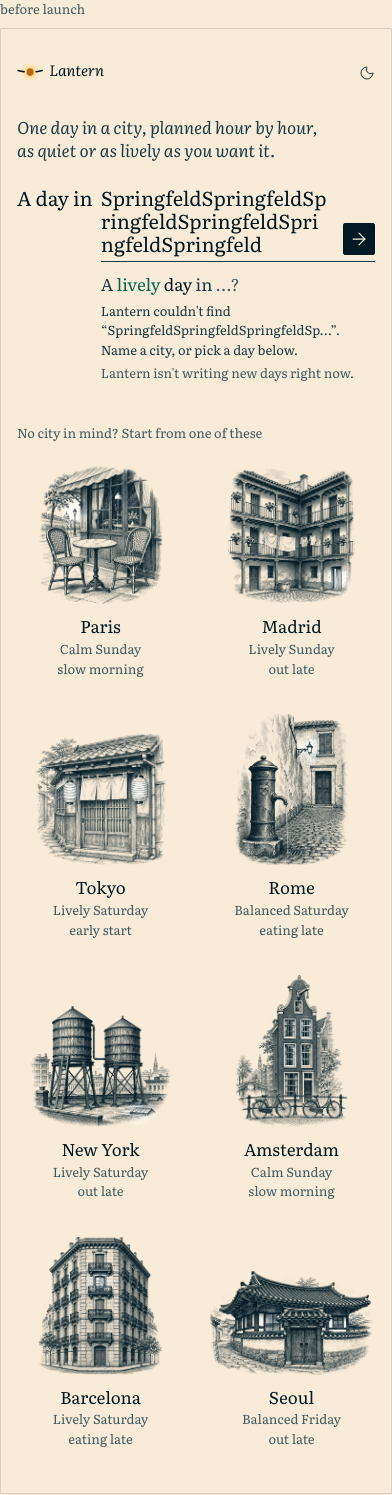 before launch
Lantern
One day in a city, planned hour by hour,
as quiet or as lively as you want it.
A day in SpringfeldSpringfeldSp
ringfeldSpringfeldSpri
ngfeldSpringfeld
A lively day in ...?
Lantern couldn't find
“SpringfeldSpringfeldSpringfeldSp...”.
Name a city, or pick a day below.
Lantern isn't writing new days right now.
No city in mind? Start from one of these
Paris
Calm Sunday
slow morning
Madrid
Lively Sunday
out late
Tokyo
Lively Saturday
early start
Rome
Balanced Saturday
eating late
New York
Lively Saturday
out late
Amsterdam
Calm Sunday
slow morning
Barcelona
Lively Saturday
eating late
Seoul
Balanced Friday
out late